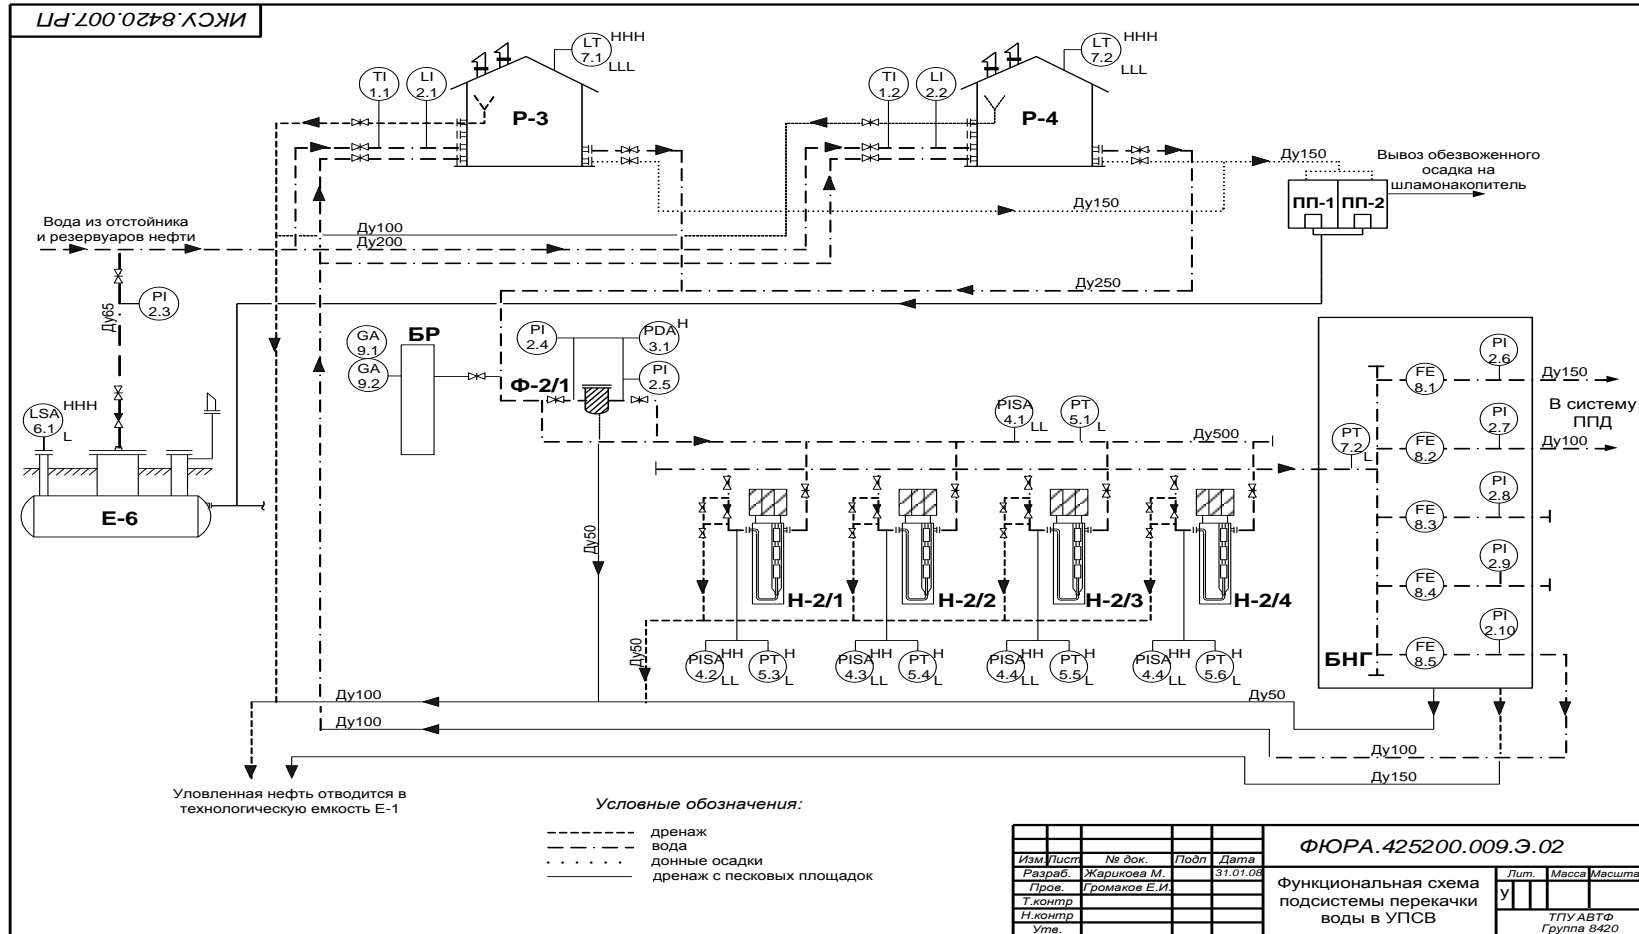 ИКСУ.8420.007.РП
LT
7.1
HHH
LLL
TI
1.1
LI
2.1
Р-3
LT
7.2
HHH
LLL
TI
1.2
LI
2.2
Р-4
Ду150
Вывоз обезвоженного
осадка на
шламонакопитель
ПП-1
ПП-2
Ду150
Вода из отстойника
и резервуаров нефти
Ду100
Ду200
Ду250
Ду65
PI
2.3
GA
9.1
GA
9.2
БР
PI
2.4
PDA
3.1
H
PI
2.5
Ф-2/1
LSA
6.1
HHH
L
Е-6
PISA
4.1
LL
PT
5.1
L
Ду500
PT
7.2
L
FE
8.1
PI
2.6
Ду150
В систему
ППД
FE
8.2
PI
2.7
Ду100
FE
8.3
PI
2.8
FE
8.4
PI
2.9
FE
8.5
PI
2.10
БНГ
Ду50
Н-2/1
Н-2/2
Н-2/3
Н-2/4
Ду50
PISA
4.2
HH
LL
PT
5.3
H
L
PISA
4.3
HH
LL
PT
5.4
H
L
PISA
4.4
HH
LL
PT
5.5
H
L
PISA
4.4
HH
LL
PT
5.6
H
L
Ду100
Ду50
Ду100
Ду100
Ду150
Уловленная нефть отводится в
технологическую емкость Е-1
Условные обозначения:
дренаж
вода
донные осадки
дренаж с песковых площадок
ФЮРА.425200.009.Э.02
Изм. Лист № док. Подп Дата
Разраб. Жарикова М. 31.01.08
Пров. Громаков Е.И.
Т.контр
Н.контр
Утв.
Функциональная схема
подсистемы перекачки
воды в УПСВ
Лит. Масса Масшта
У
ТПУ АВТФ
Группа 8420